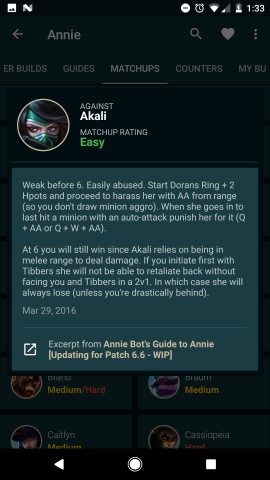 1:33
Annie
ER BUILDS GUIDES MATCHUPS COUNTERS MY BU
AGAINST
Akali
MATCHUP RATING
Easy
Weak before 6. Easily abused. Start Dorans Ring + 2
Hpots and proceed to harass her with AA from range
(so you don't draw minion aggro). When she goes in to
last hit a minion with an auto-attack punish her for it (Q
+ AA or Q + W + AA).
At 6 you will still win since Akali relies on being in
melee range to deal damage. If you initiate first with
Tibbers she will not be able to retaliate back without
facing you and Tibbers in a 2v1. In which case she will
always lose (unless you're drastically behind).
Mar 29, 2016
Excerpt from Annie Bot's Guide to Annie
[Updating for Patch 6.6 - WIP]
Brand Braum
Medium/Hard Medium
Caitlyn Cassiopeia
Medium Hard